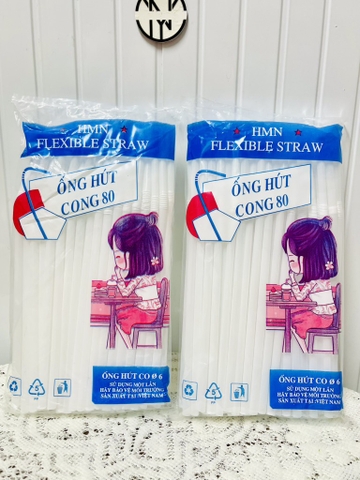 HMN
FLEXIBLE STRAW
ỐNG HÚT
CONG 80
ỐNG HÚT CO Ø 6
SỬ DỤNG MỘT LẦN
HÃY BẢO VỆ MÔI TRƯỜNG
SẢN XUẤT TẠI :VIỆT NAM
5
HMN
FLEXIBLE STRAW
ỐNG HÚT
CONG 80
ỐNG HÚT CO Ø 6
SỬ DỤNG MỘT LẦN
HÃY BẢO VỆ MÔI TRƯỜNG
SẢN XUẤT TẠI :VIỆT NAM
5